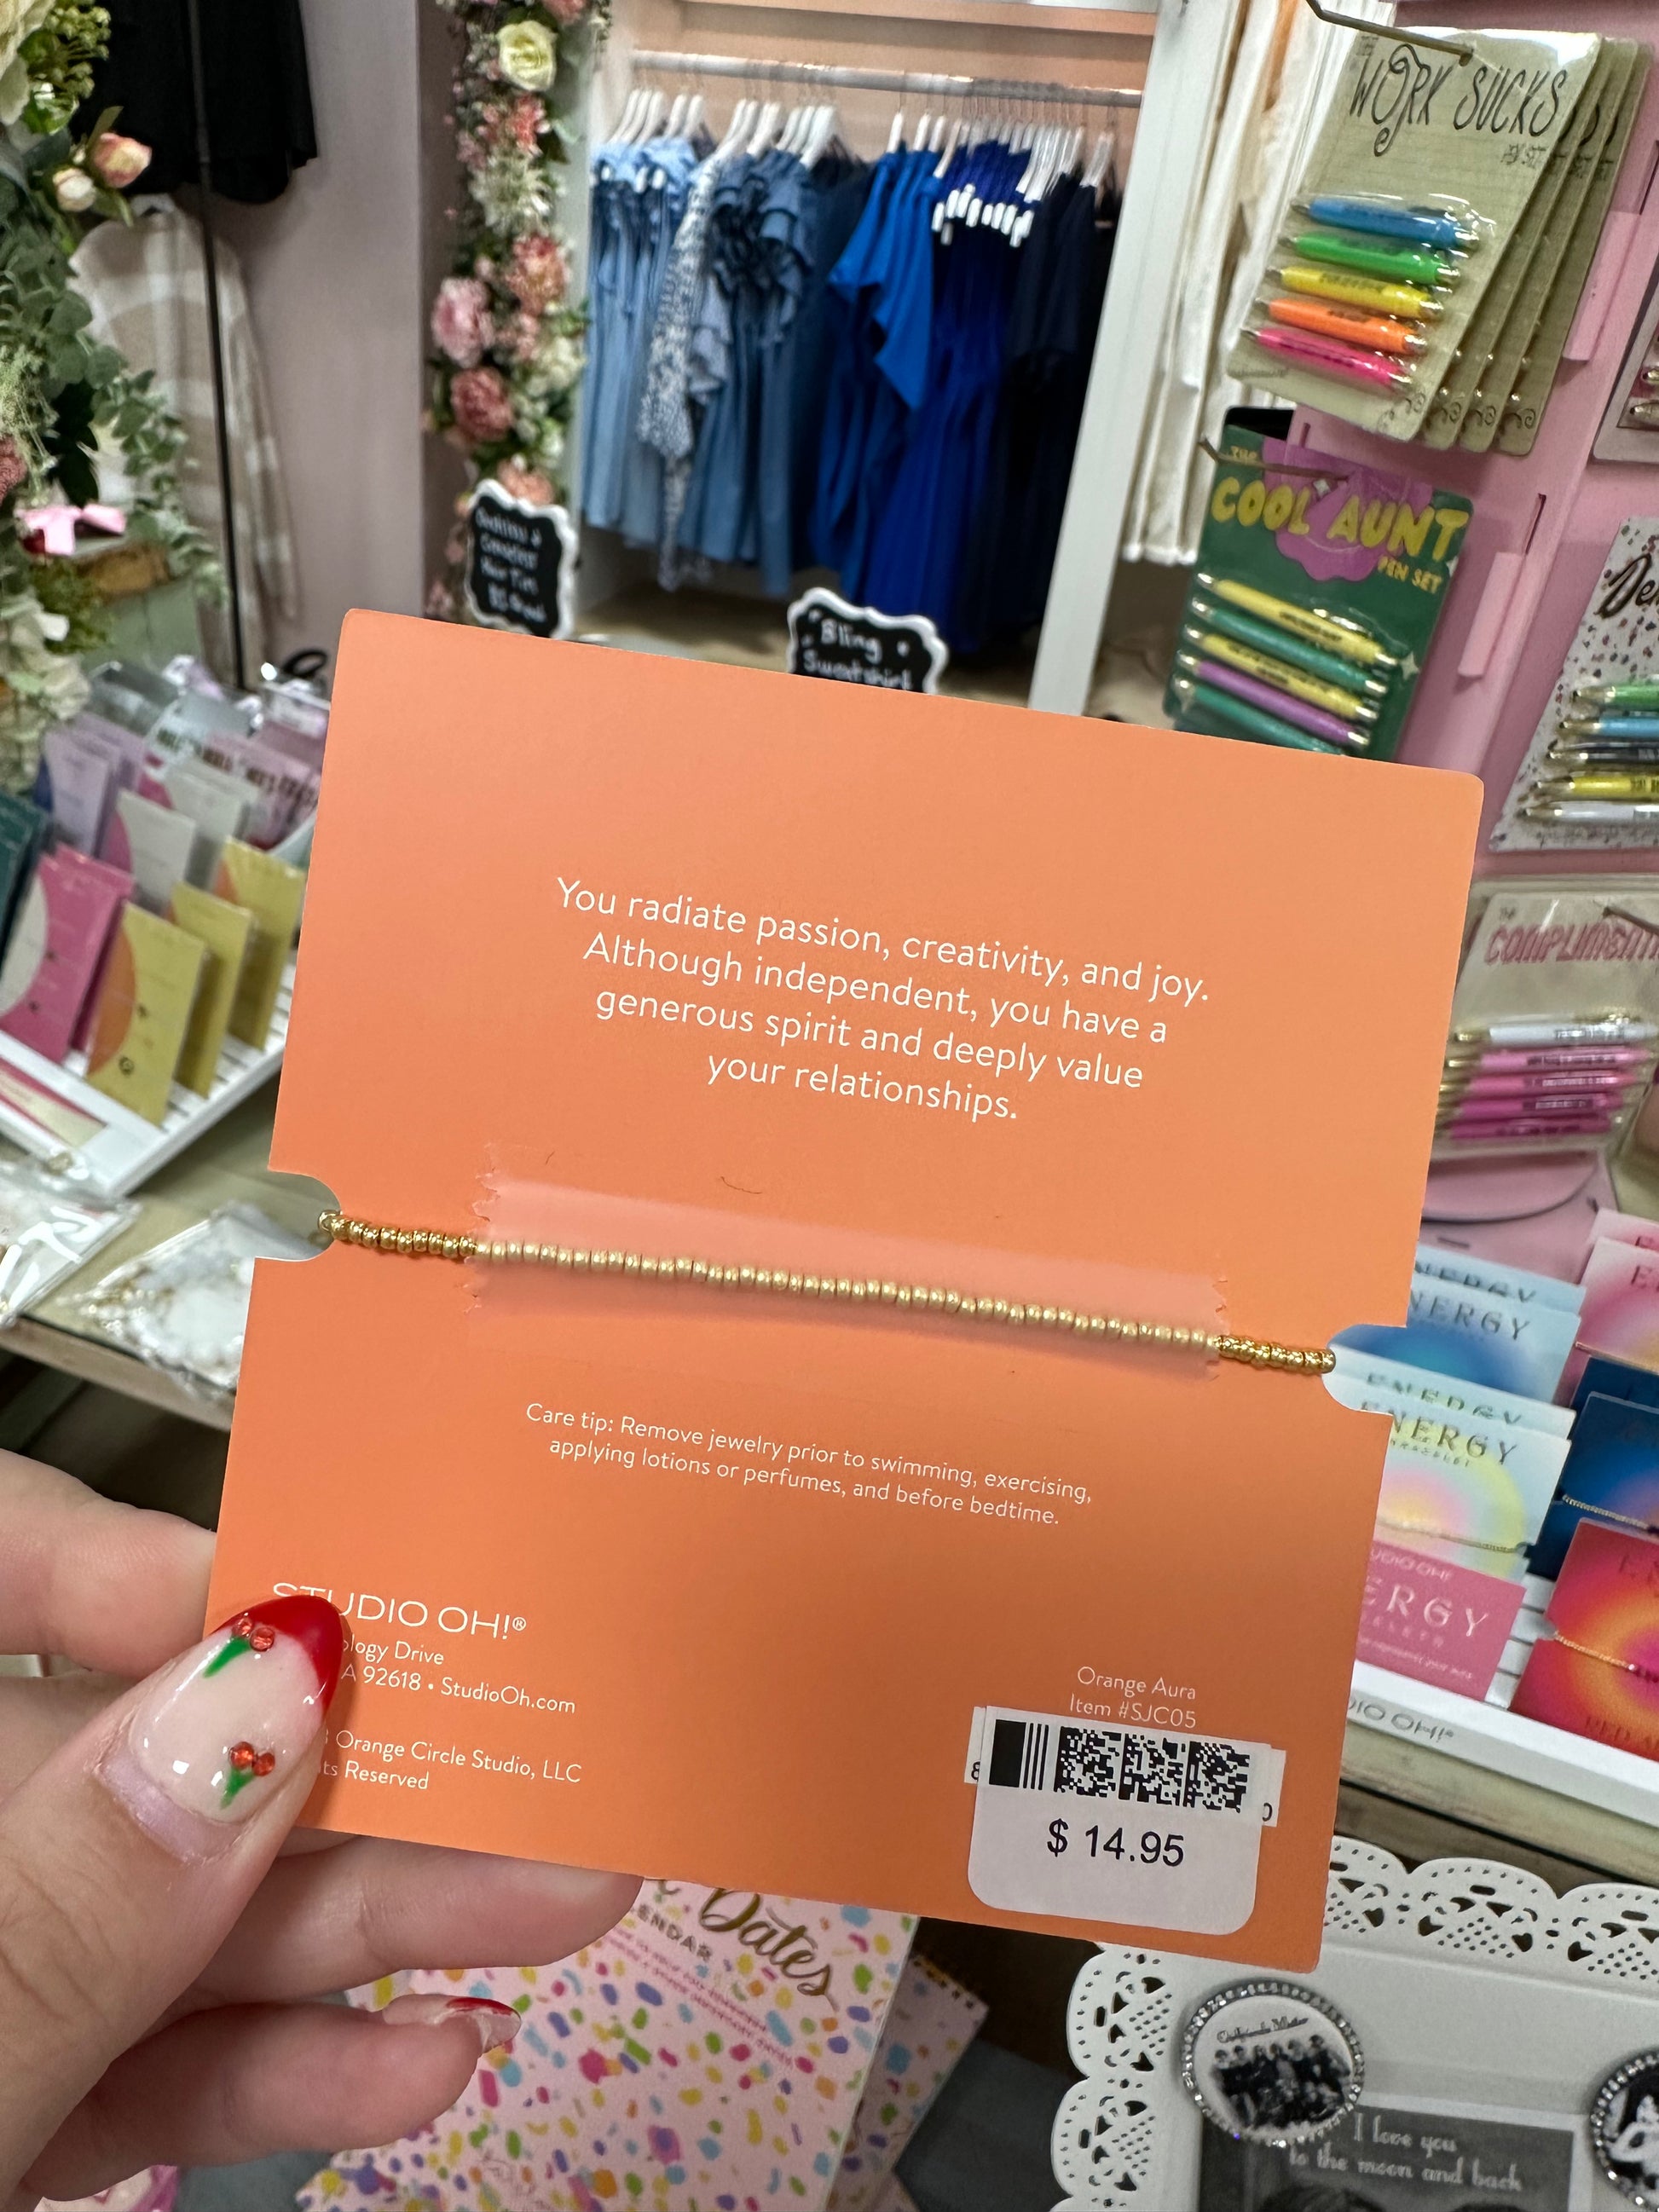 WORK SUCKS
THE
COOL AUNT
PEN SET
Bling
Sweatshirt
You radiate passion, creativity, and joy.
Although independent, you have a
generous spirit and deeply value
your relationships.
THE
ENERGY
ENERGY
Care tip: Remove jewelry prior to swimming, exercising,
applying lotions or perfumes, and before bedtime.
STUDIO OH!®
Drive
92618 • StudioOh.com
Orange Circle Studio, LLC
Reserved
Orange Aura
Item #SJC05
$ 14.95
STUDIO OH!
Dates
I love you
to the moon and back